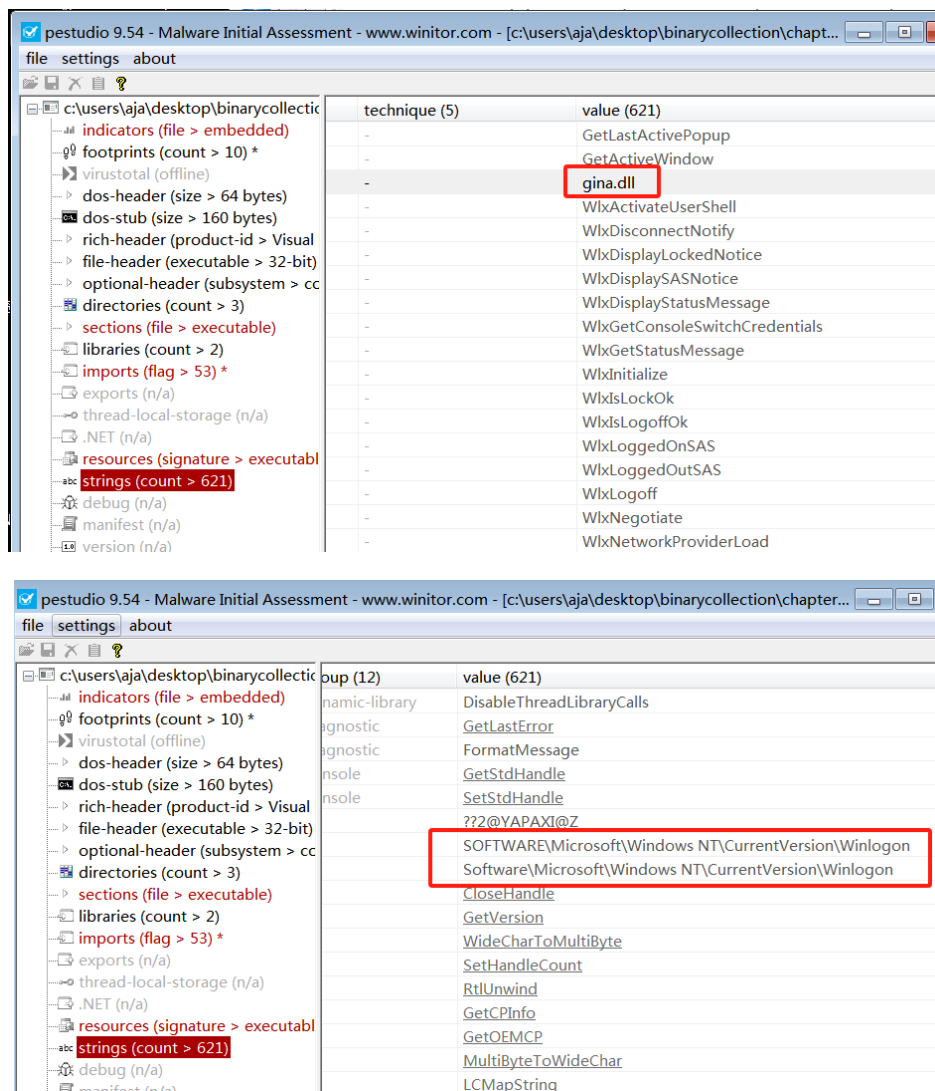 pestudio 9.54 - Malware Initial Assessment - www.winitor.com - [c:\users\aja\desktop\binarycollection\chapt...
file settings about
c:\users\aja\desktop\binarycollectic
indicators (file > embedded)
footprints (count > 10) *
virustotal (offline)
dos-header (size > 64 bytes)
dos-stub (size > 160 bytes)
rich-header (product-id > Visual
file-header (executable > 32-bit)
optional-header (subsystem > cc
directories (count > 3)
sections (file > executable)
libraries (count > 2)
imports (flag > 53) *
exports (n/a)
thread-local-storage (n/a)
.NET (n/a)
resources (signature > executabl
abc strings (count > 621)
debug (n/a)
manifest (n/a)
1.0 version (n/a)
technique (5) value (621)
- GetLastActivePopup
- GetActiveWindow
- gina.dll
- WlxActivateUserShell
- WlxDisconnectNotify
- WlxDisplayLockedNotice
- WlxDisplaySASNotice
- WlxDisplayStatusMessage
- WlxGetConsoleSwitchCredentials
- WlxGetStatusMessage
- WlxInitialize
- WlxIsLockOk
- WlxIsLogoffOk
- WlxLoggedOnSAS
- WlxLoggedOutSAS
- WlxLogoff
- WlxNegotiate
- WlxNetworkProviderLoad
pestudio 9.54 - Malware Initial Assessment - www.winitor.com - [c:\users\aja\desktop\binarycollection\chapter...
file settings about
c:\users\aja\desktop\binarycollectic
indicators (file > embedded)
footprints (count > 10) *
virustotal (offline)
dos-header (size > 64 bytes)
dos-stub (size > 160 bytes)
rich-header (product-id > Visual
file-header (executable > 32-bit)
optional-header (subsystem > cc
directories (count > 3)
sections (file > executable)
libraries (count > 2)
imports (flag > 53) *
exports (n/a)
thread-local-storage (n/a)
.NET (n/a)
resources (signature > executabl
abc strings (count > 621)
debug (n/a)
manifest (n/a)
oup (12) value (621)
namic-library DisableThreadLibraryCalls
agnostic GetLastError
agnostic FormatMessage
nsole GetStdHandle
nsole SetStdHandle
??2@YAPAXI@Z
SOFTWARE\Microsoft\Windows NT\CurrentVersion\Winlogon
Software\Microsoft\Windows NT\CurrentVersion\Winlogon
CloseHandle
GetVersion
WideCharToMultiByte
SetHandleCount
RtlUnwind
GetCPInfo
GetOEMCP
MultiByteToWideChar
LCMapString